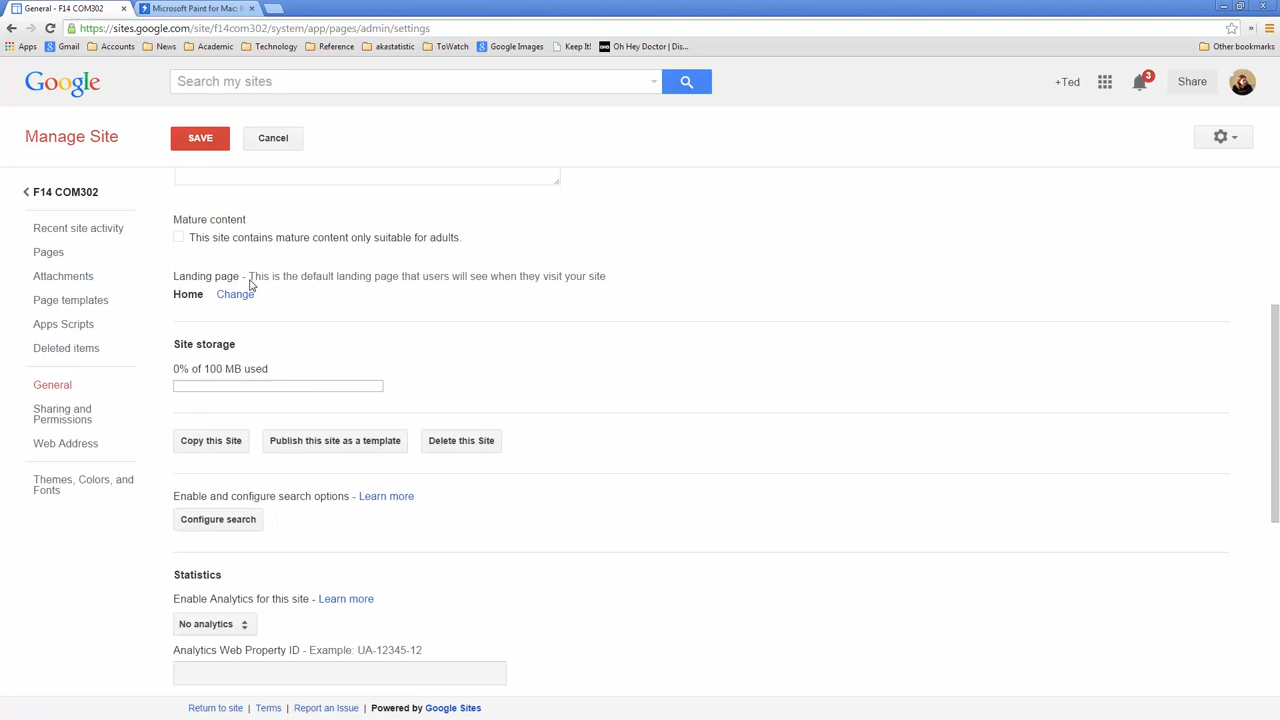 General - F14 COM302
Microsoft Paint for Mac: 
https://sites.google.com/site/f14com302/system/app/pages/admin/settings
Apps Gmail Accounts News Academic Technology Reference akastatistic ToWatch Google Images Keep It! Oh Hey Doctor | Dis... » Other bookmarks
Google
Search my sites
+Ted
3
Share
Manage Site
SAVE
Cancel
F14 COM302
Recent site activity
Pages
Attachments
Page templates
Apps Scripts
Deleted items
General
Sharing and
Permissions
Web Address
Themes, Colors, and
Fonts
Mature content
This site contains mature content only suitable for adults.
Landing page - This is the default landing page that users will see when they visit your site
Home Change
Site storage
0% of 100 MB used
Copy this Site Publish this site as a template Delete this Site
Enable and configure search options - Learn more
Configure search
Statistics
Enable Analytics for this site - Learn more
No analytics
Analytics Web Property ID - Example: UA-12345-12
Return to site | Terms | Report an Issue | Powered by Google Sites